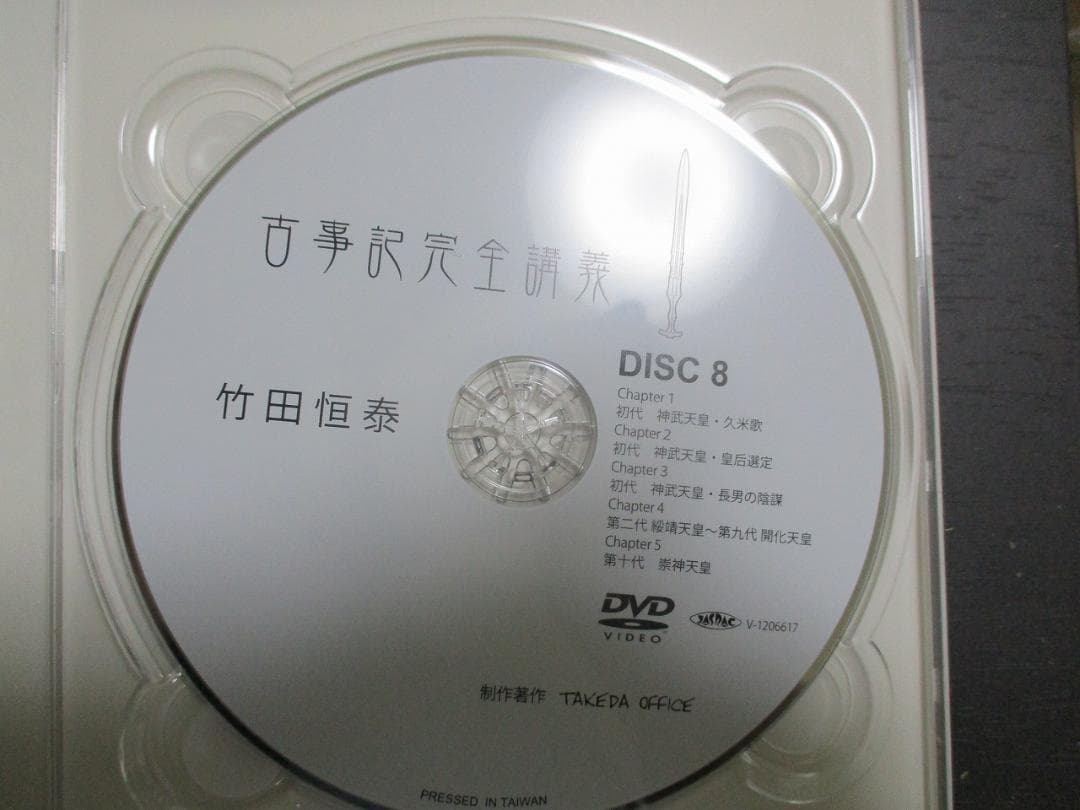 古事記完全講義
竹田恒泰
DISC 8
Chapter 1
初代　神武天皇・久米歌
Chapter 2
初代　神武天皇・皇后選定
Chapter 3
初代　神武天皇・長男の陰謀
Chapter 4
第二代 綏靖天皇〜第九代 開化天皇
Chapter 5
第十代　崇神天皇
DVD
VIDEO
JASRAC
V-1206617
制作著作　TAKEDA OFFICE
PRESSED IN TAIWAN